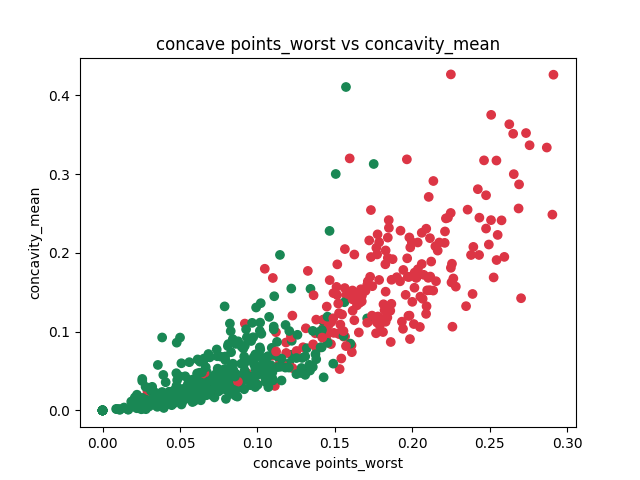 concave points_worst vs concavity_mean
0.4
0.3
0.2
0.1
0.0
concavity_mean
0.00 0.05 0.10 0.15 0.20 0.25 0.30
concave points_worst